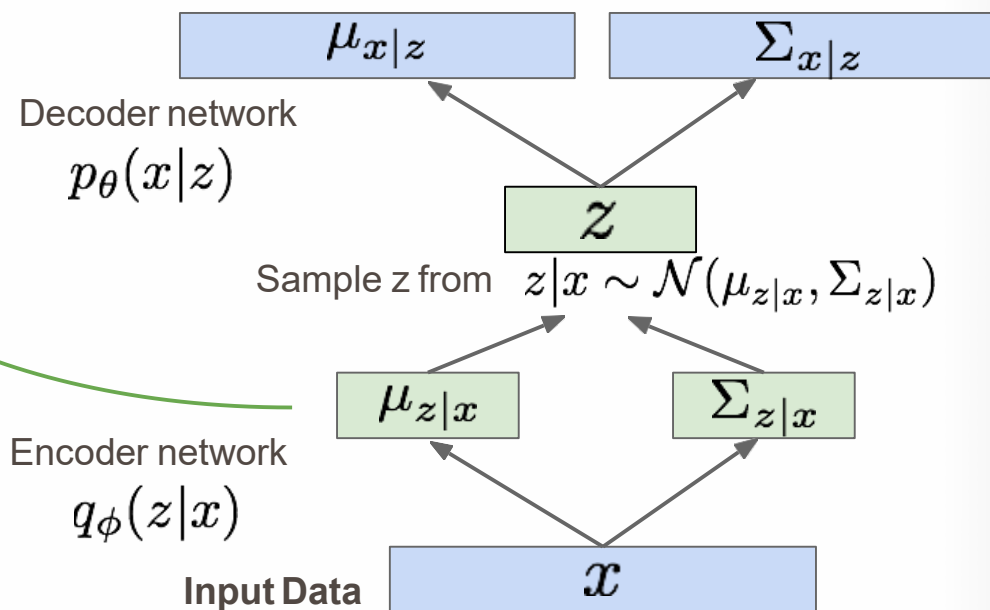 μ_{x|z} Σ_{x|z}
Decoder network
p_θ(x|z)
z
Sample z from z|x ∼ 𝒩(μ_{z|x}, Σ_{z|x})
μ_{z|x} Σ_{z|x}
Encoder network
q_ϕ(z|x)
Input Data x